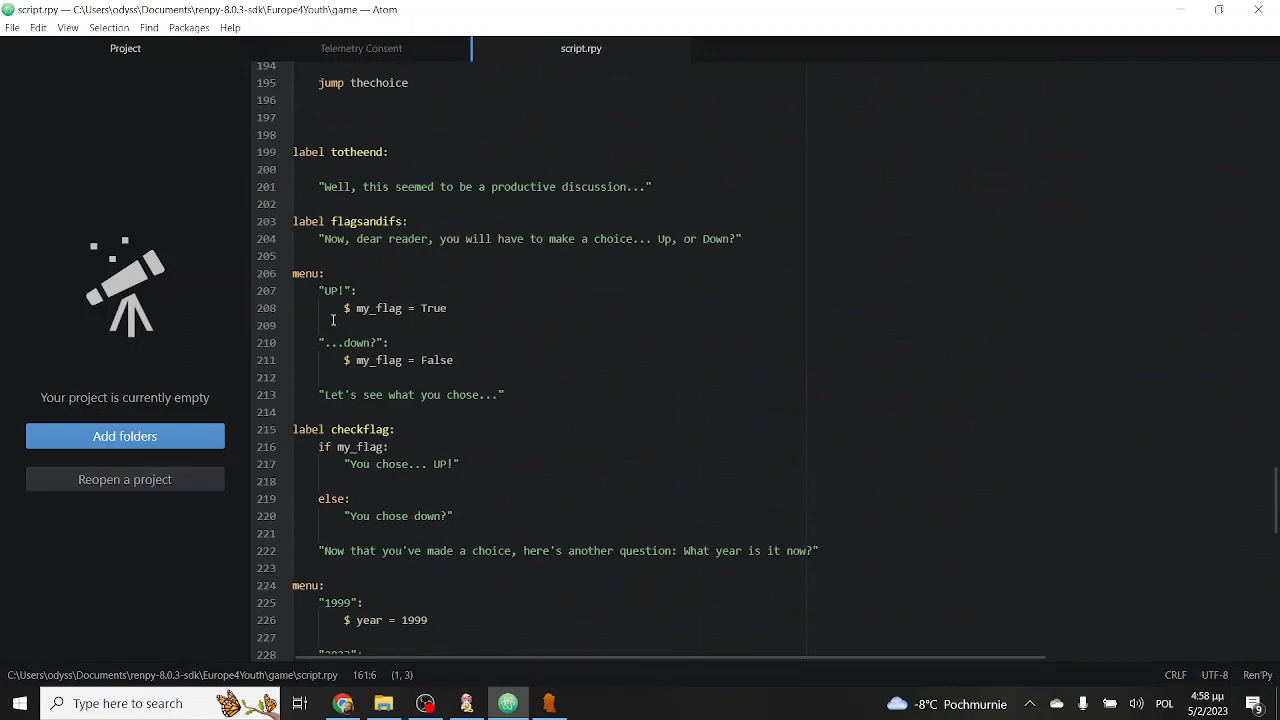 script.rpy — C:\Users\odyss\Documents\renpy-8.0.3-sdk\Europe4Youth\game — Atom
File Edit View Selection Find Packages Help
Project
Telemetry Consent
script.rpy
194
195 jump thechoice
196
197
198
199 label totheend:
200
201 "Well, this seemed to be a productive discussion..."
202
203 label flagsandifs:
204 "Now, dear reader, you will have to make a choice... Up, or Down?"
205
206 menu:
207 "UP!":
208 $ my_flag = True
209
210 "...down?":
211 $ my_flag = False
212
213 "Let's see what you chose..."
214
215 label checkflag:
216 if my_flag:
217 "You chose... UP!"
218
219 else:
220 "You chose down?"
221
222 "Now that you've made a choice, here's another question: What year is it now?"
223
224 menu:
225 "1999":
226 $ year = 1999
227
228
Your project is currently empty
Add folders
Reopen a project
C:\Users\odyss\Documents\renpy-8.0.3-sdk\Europe4Youth\game\script.rpy 161:6 (1, 3) CRLF UTF-8 Ren'Py
Type here to search
-8°C Pochmurnie
POL
4:58 μμ
5/2/2023
9